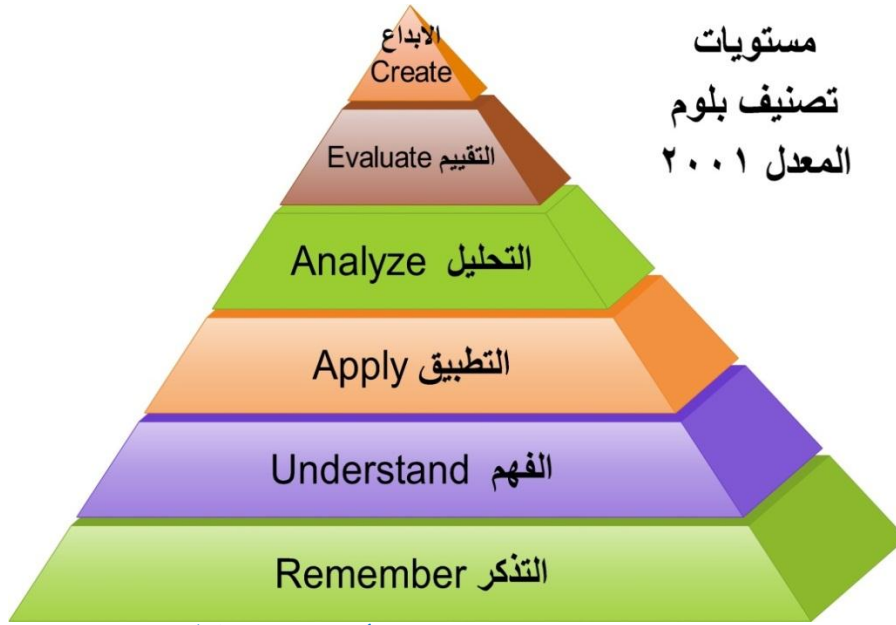 مستويات
تصنيف بلوم
المعدل ٢٠٠١
الابداع
Create
Evaluate التقييم
Analyze التحليل
Apply التطبيق
Understand الفهم
Remember التذكر